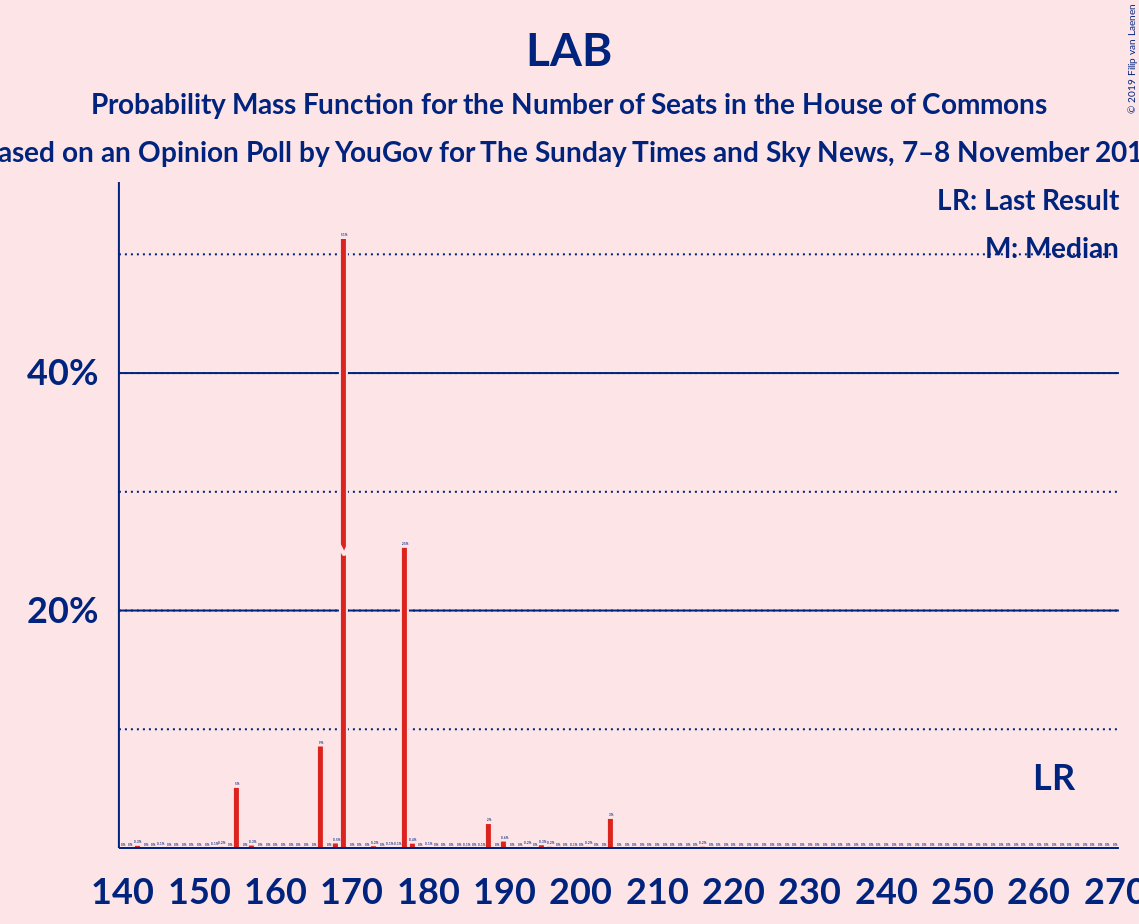 LAB
Probability Mass Function for the Number of Seats in the House of Commons
ased on an Opinion Poll by YouGov for The Sunday Times and Sky News, 7–8 November 201
© 2019 Filip van Laenen
LR: Last Result
M: Median
40%
20%
LR
140 150 160 170 180 190 200 210 220 230 240 250 260 270